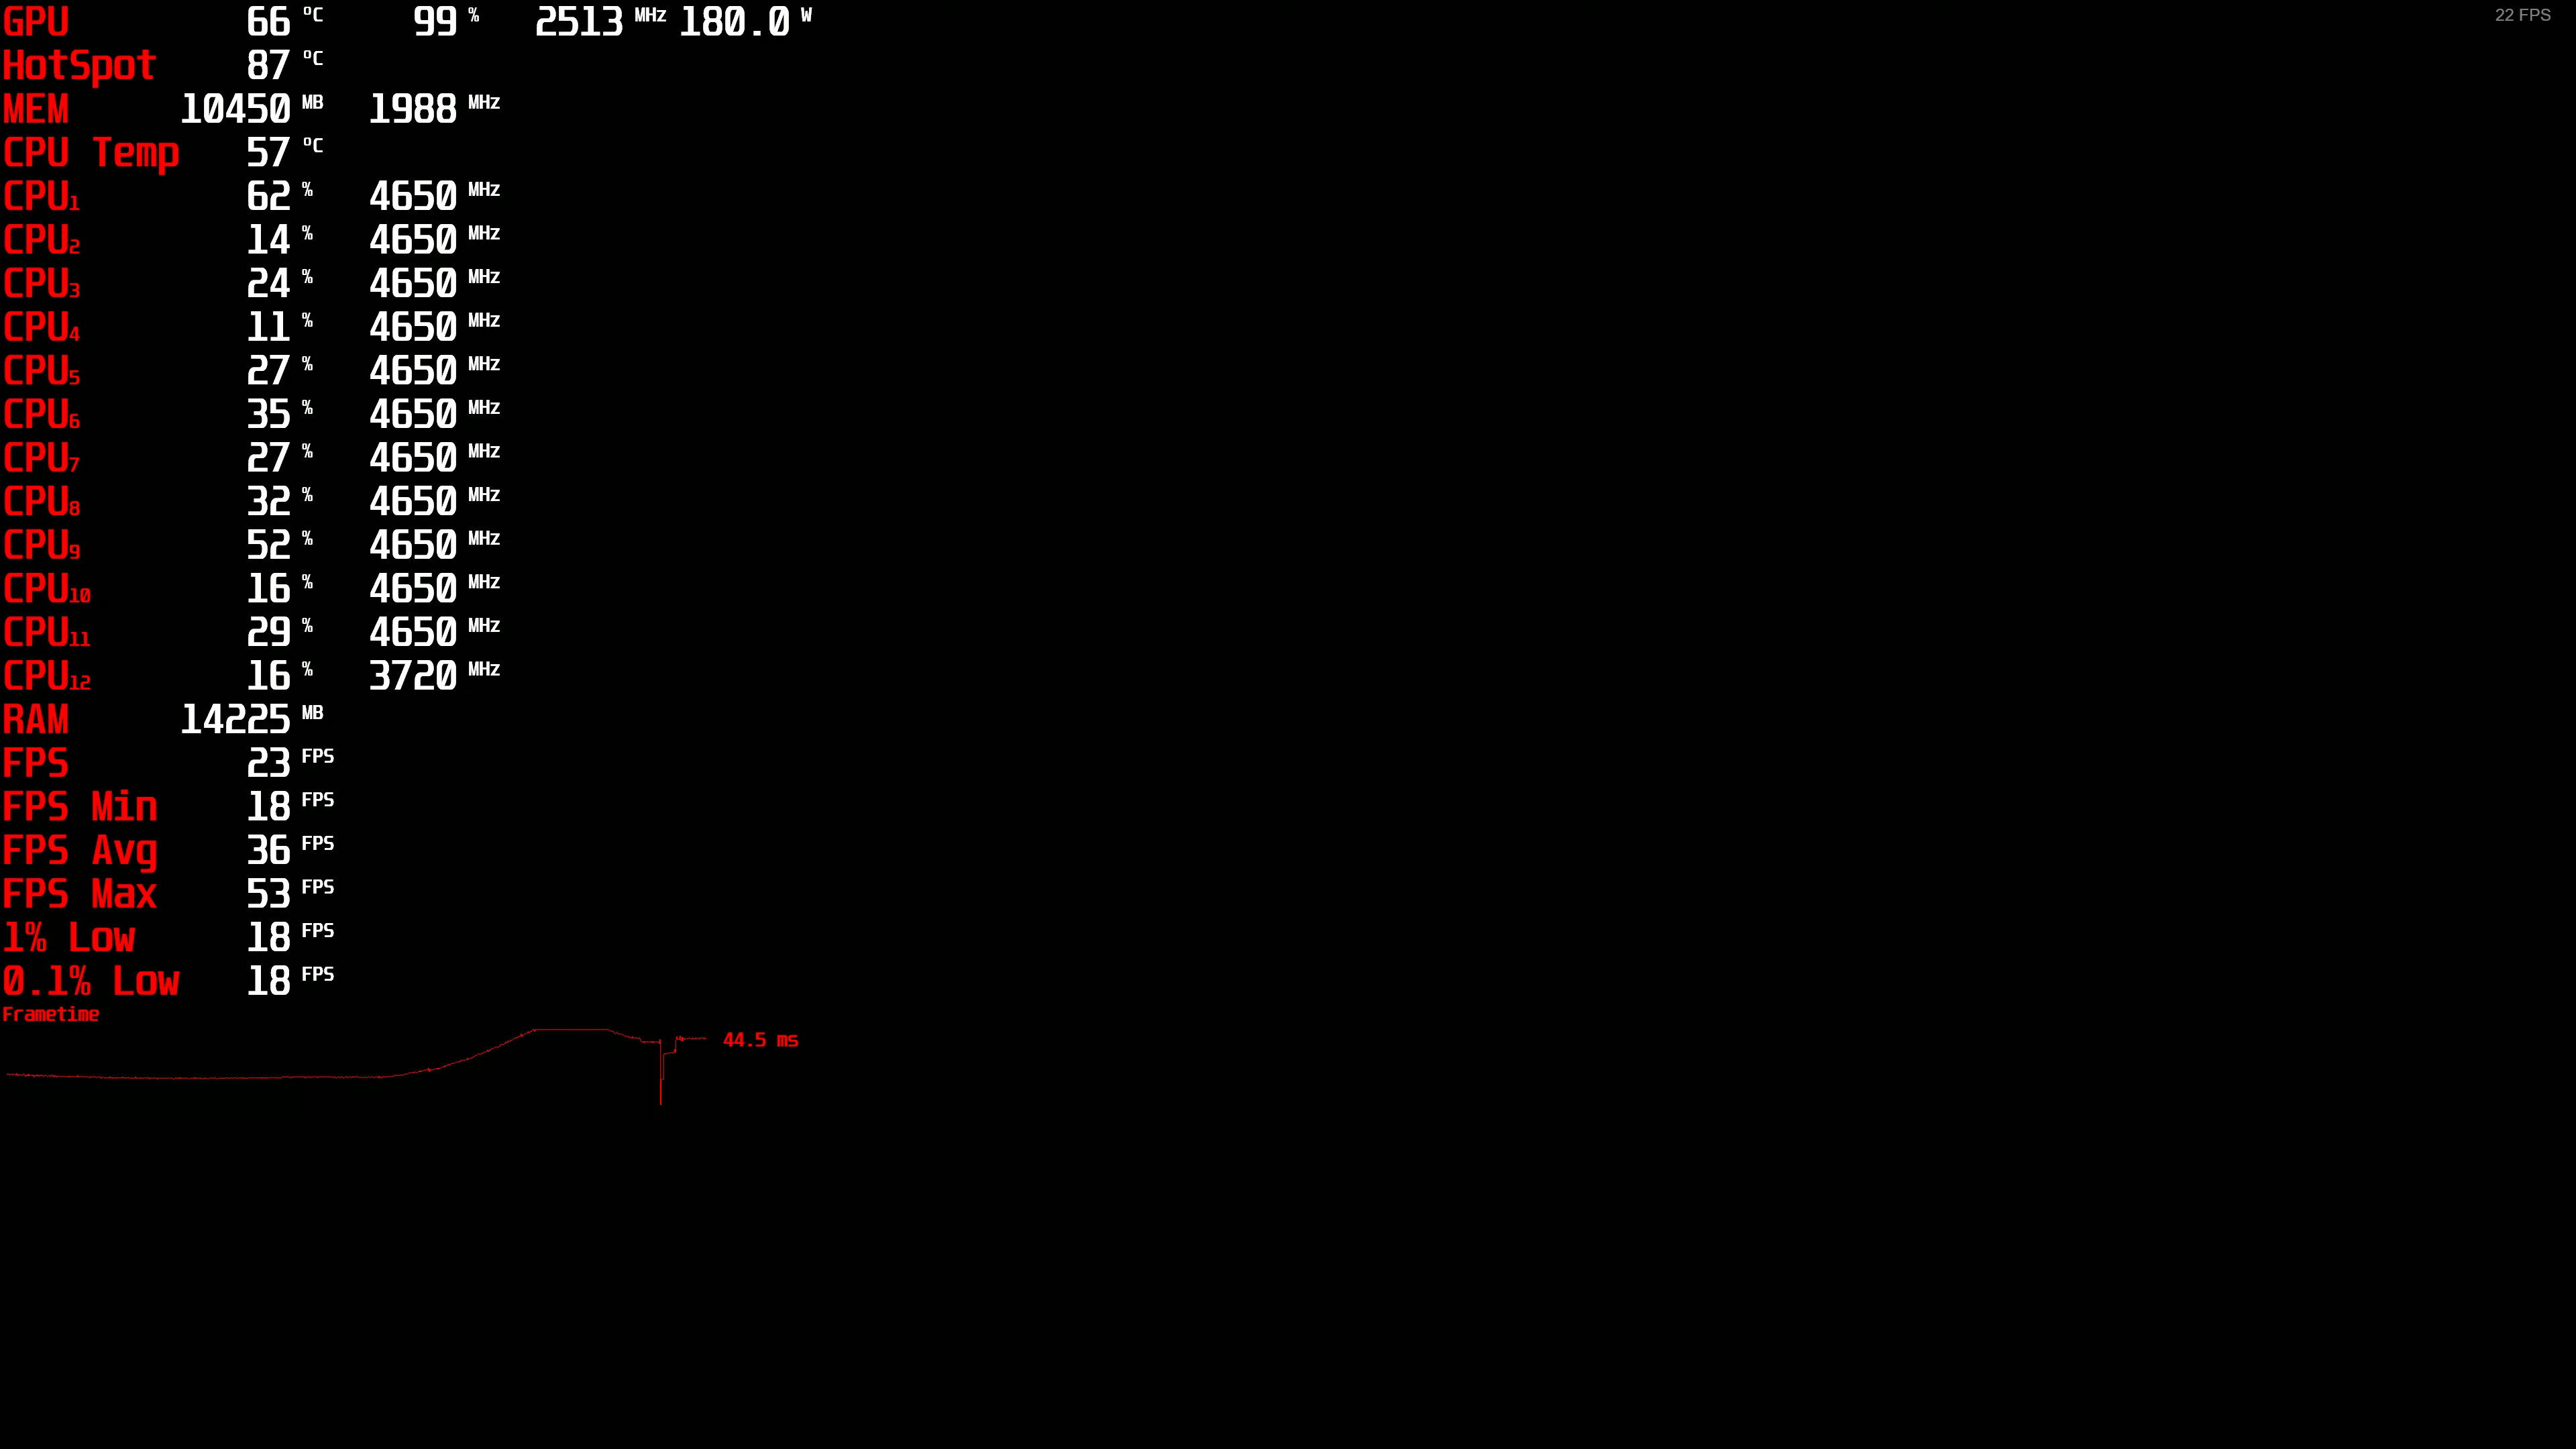 GPU 66 °C 99 % 2513 MHz 180.0 W 22 FPS
HotSpot 87 °C
MEM 10450 MB 1988 MHz
CPU Temp 57 °C
CPU1 62 % 4650 MHz
CPU2 14 % 4650 MHz
CPU3 24 % 4650 MHz
CPU4 11 % 4650 MHz
CPU5 27 % 4650 MHz
CPU6 35 % 4650 MHz
CPU7 27 % 4650 MHz
CPU8 32 % 4650 MHz
CPU9 52 % 4650 MHz
CPU10 16 % 4650 MHz
CPU11 29 % 4650 MHz
CPU12 16 % 3720 MHz
RAM 14225 MB
FPS 23 FPS
FPS Min 18 FPS
FPS Avg 36 FPS
FPS Max 53 FPS
1% Low 18 FPS
0.1% Low 18 FPS
Frametime
44.5 ms